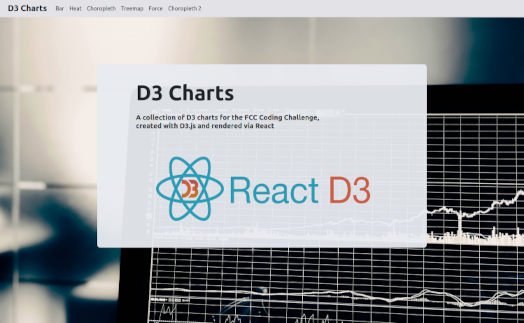 D3 Charts Bar Heat Choropleth Treemap Force Choropleth 2
D3 Charts
A collection of D3 charts for the FCC Coding Challenge,
created with D3.js and rendered via React
D3 React D3